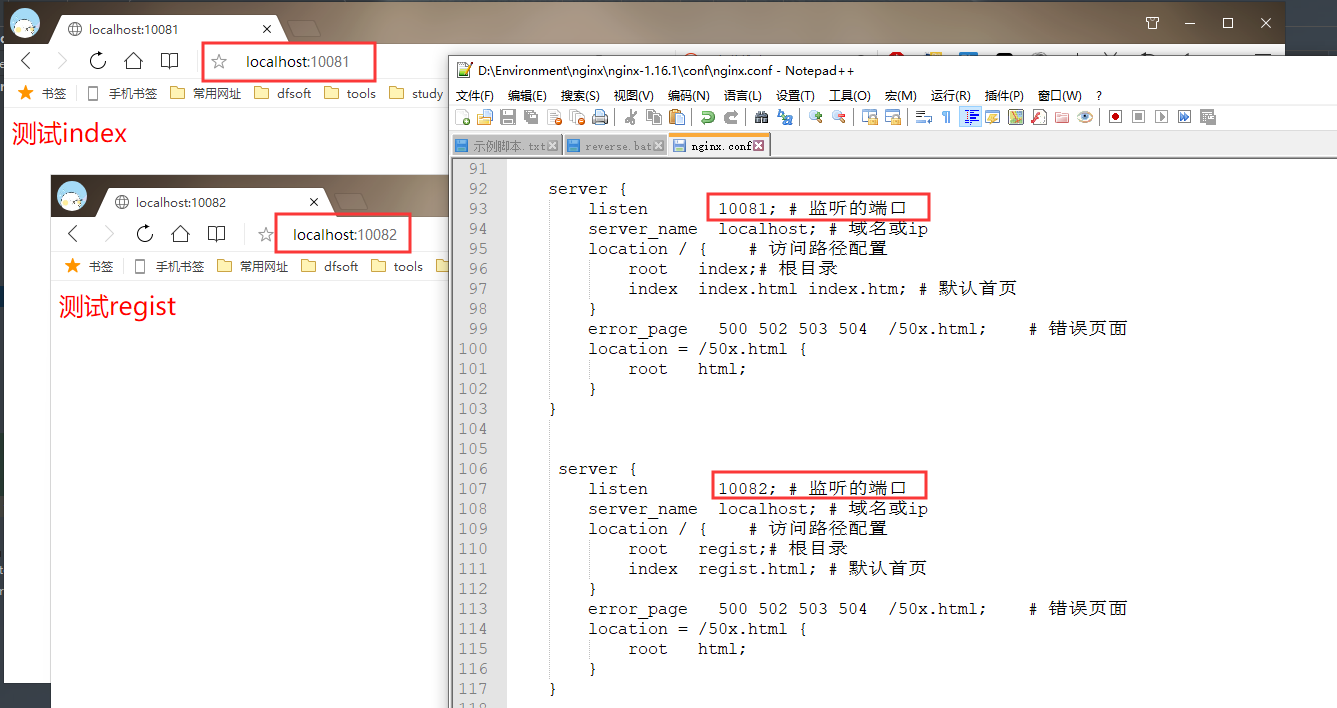 localhost:10081
localhost:10081
书签 手机书签 常用网址 dfsoft tools study
测试index
localhost:10082
localhost:10082
书签 手机书签 常用网址 dfsoft tools
测试regist
D:\Environment\nginx\nginx-1.16.1\conf\nginx.conf - Notepad++
文件(F) 编辑(E) 搜索(S) 视图(V) 编码(N) 语言(L) 设置(T) 工具(O) 宏(M) 运行(R) 插件(P) 窗口(W) ?
示例脚本.txt reverse.bat nginx.conf
91
92 server {
93 listen 10081; # 监听的端口
94 server_name localhost; # 域名或ip
95 location / { # 访问路径配置
96 root index;# 根目录
97 index index.html index.htm; # 默认首页
98 }
99 error_page 500 502 503 504 /50x.html; # 错误页面
100 location = /50x.html {
101 root html;
102 }
103 }
104
105
106 server {
107 listen 10082; # 监听的端口
108 server_name localhost; # 域名或ip
109 location / { # 访问路径配置
110 root regist;# 根目录
111 index regist.html; # 默认首页
112 }
113 error_page 500 502 503 504 /50x.html; # 错误页面
114 location = /50x.html {
115 root html;
116 }
117 }